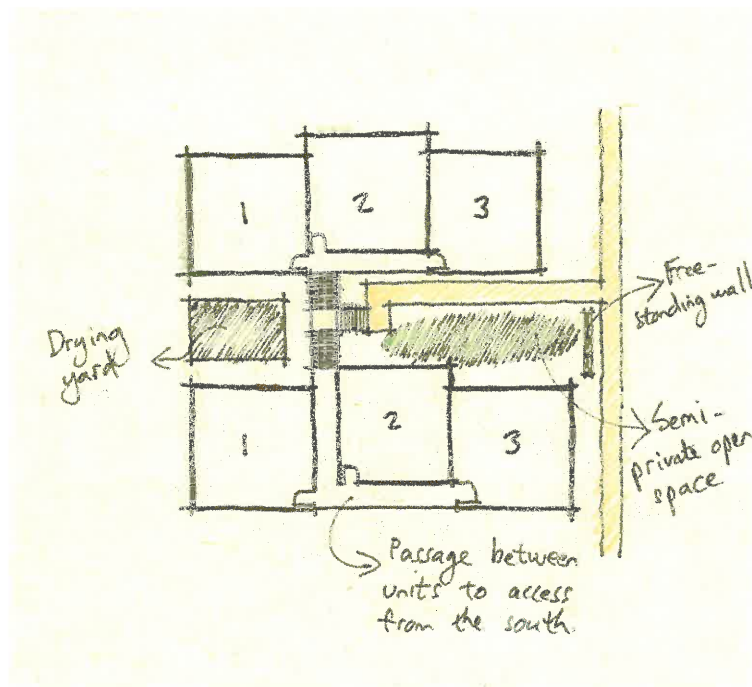 1
2
3
Free-
standing wall
Drying
yard
1
2
3
Semi-
private open
space
Passage between
units to access
from the south